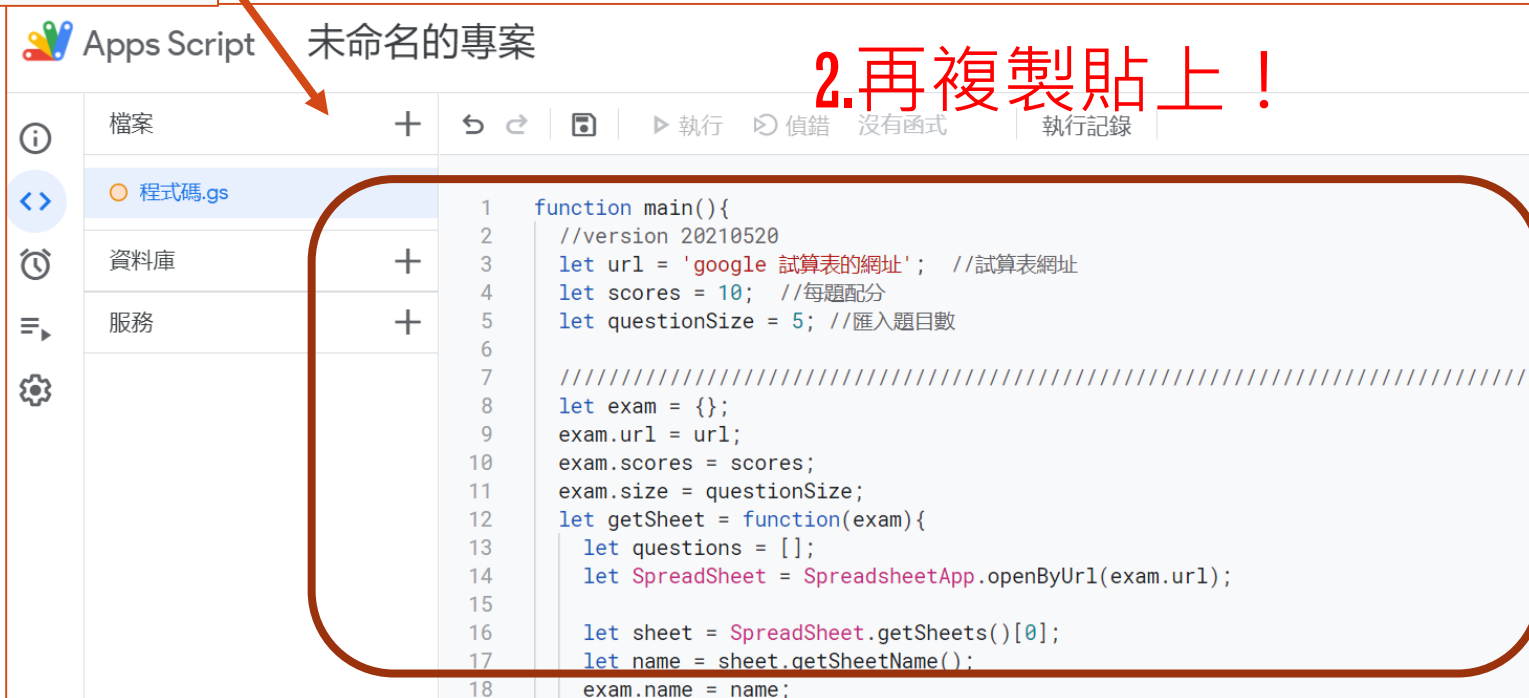 Apps Script 未命名的專案
2.再複製貼上！
檔案
執行 偵錯 沒有函式 執行記錄
程式碼.gs
資料庫
服務
1 function main(){
2 //version 20210520
3 let url = 'google 試算表的網址'; //試算表網址
4 let scores = 10; //每題配分
5 let questionSize = 5; //匯入題目數
6
7 ///////////////////////////////////////////////////////////////////////////////
8 let exam = {};
9 exam.url = url;
10 exam.scores = scores;
11 exam.size = questionSize;
12 let getSheet = function(exam){
13 let questions = [];
14 let SpreadSheet = SpreadsheetApp.openByUrl(exam.url);
15
16 let sheet = SpreadSheet.getSheets()[0];
17 let name = sheet.getSheetName();
18 exam.name = name;